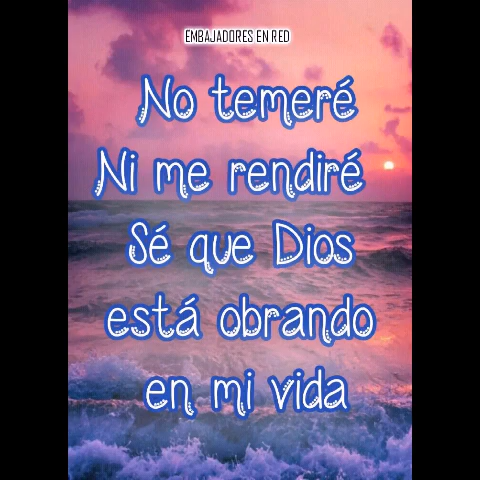 EMBAJADORES EN RED
No temeré
Ni me rendiré
Sé que Dios
está obrando
en mi vida